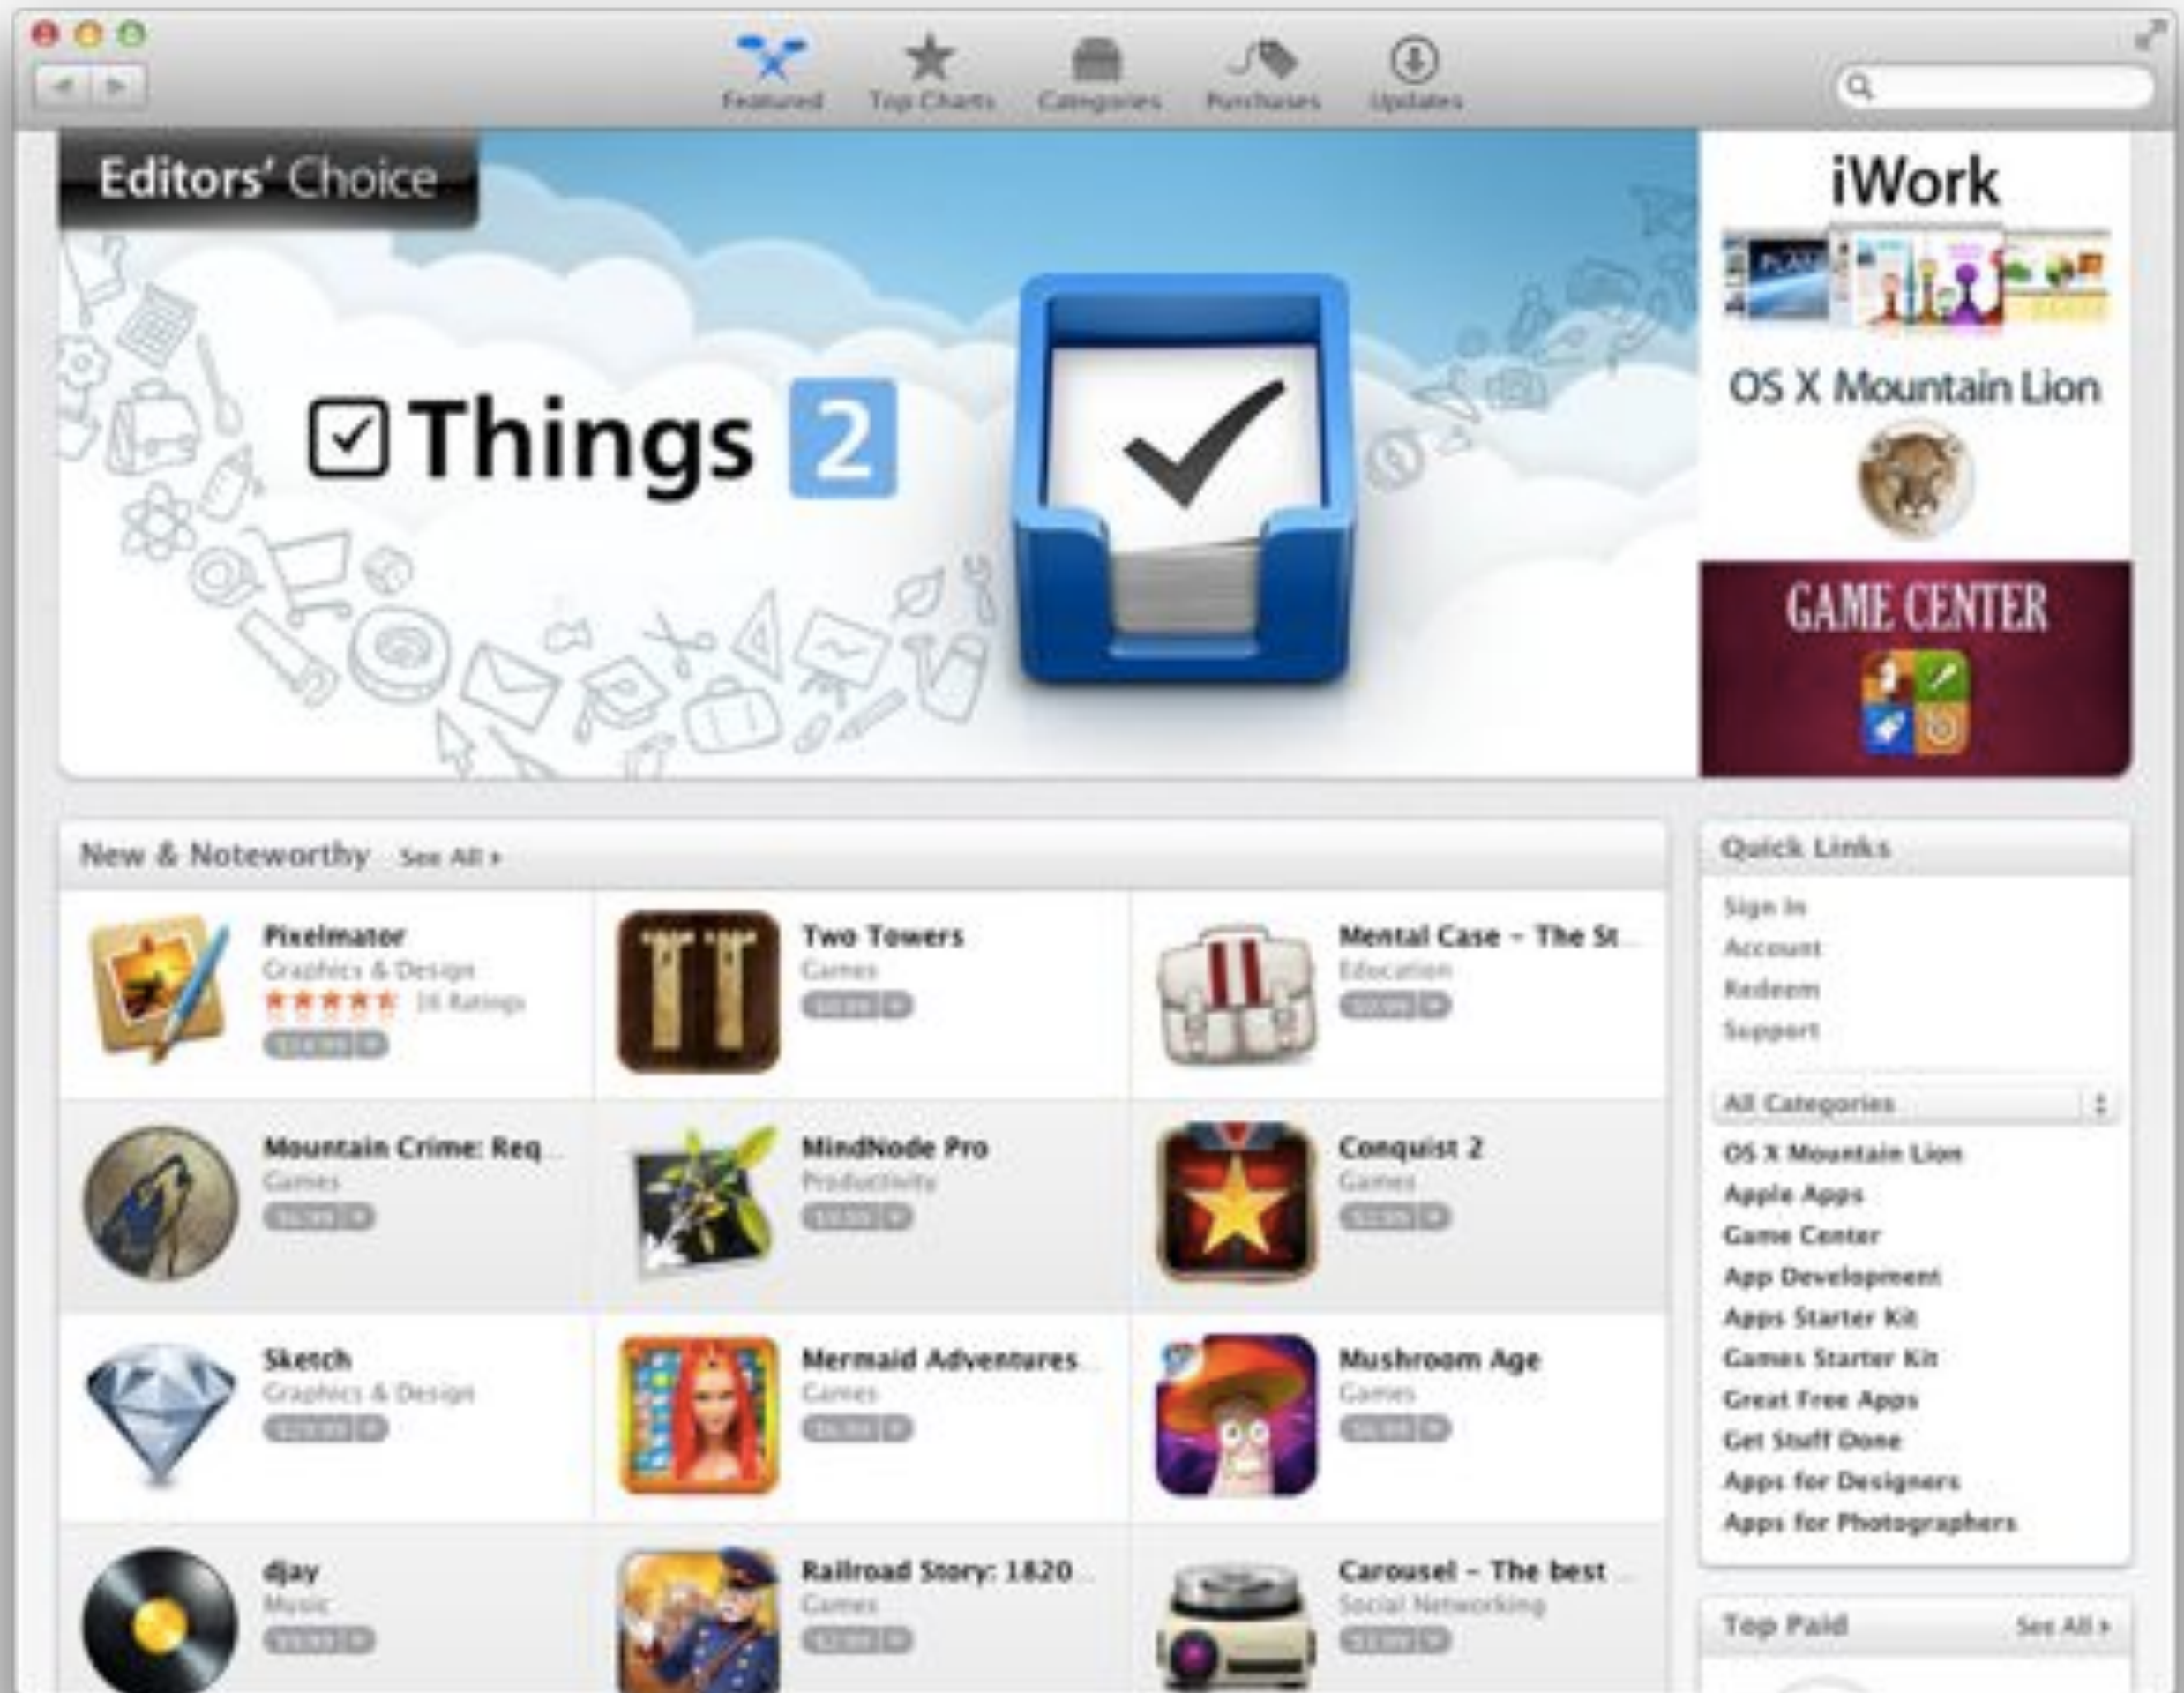 Featured
Top Charts
Categories
Purchases
Updates
Editors' Choice
Things 2
iWork
OS X Mountain Lion
GAME CENTER
New & Noteworthy See All
Pixelmator
Graphics & Design
16 Ratings
Two Towers
Games
Mental Case - The St...
Education
Mountain Crime: Req...
Games
MindNode Pro
Productivity
Conquist 2
Games
Sketch
Graphics & Design
Mermaid Adventures...
Games
Mushroom Age
Games
djay
Music
Railroad Story: 1820...
Games
Carousel - The best ...
Social Networking
Quick Links
Sign In
Account
Redeem
Support
All Categories
OS X Mountain Lion
Apple Apps
Game Center
App Development
Apps Starter Kit
Games Starter Kit
Great Free Apps
Get Stuff Done
Apps for Designers
Apps for Photographers
Top Paid See All